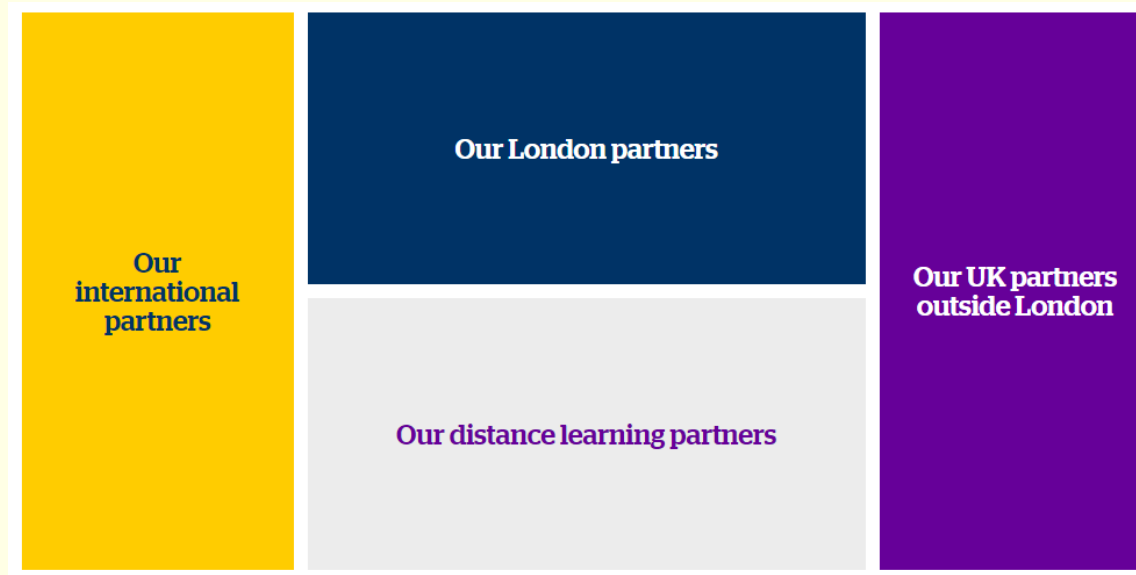 Our
international
partners
Our London partners
Our distance learning partners
Our UK partners
outside London